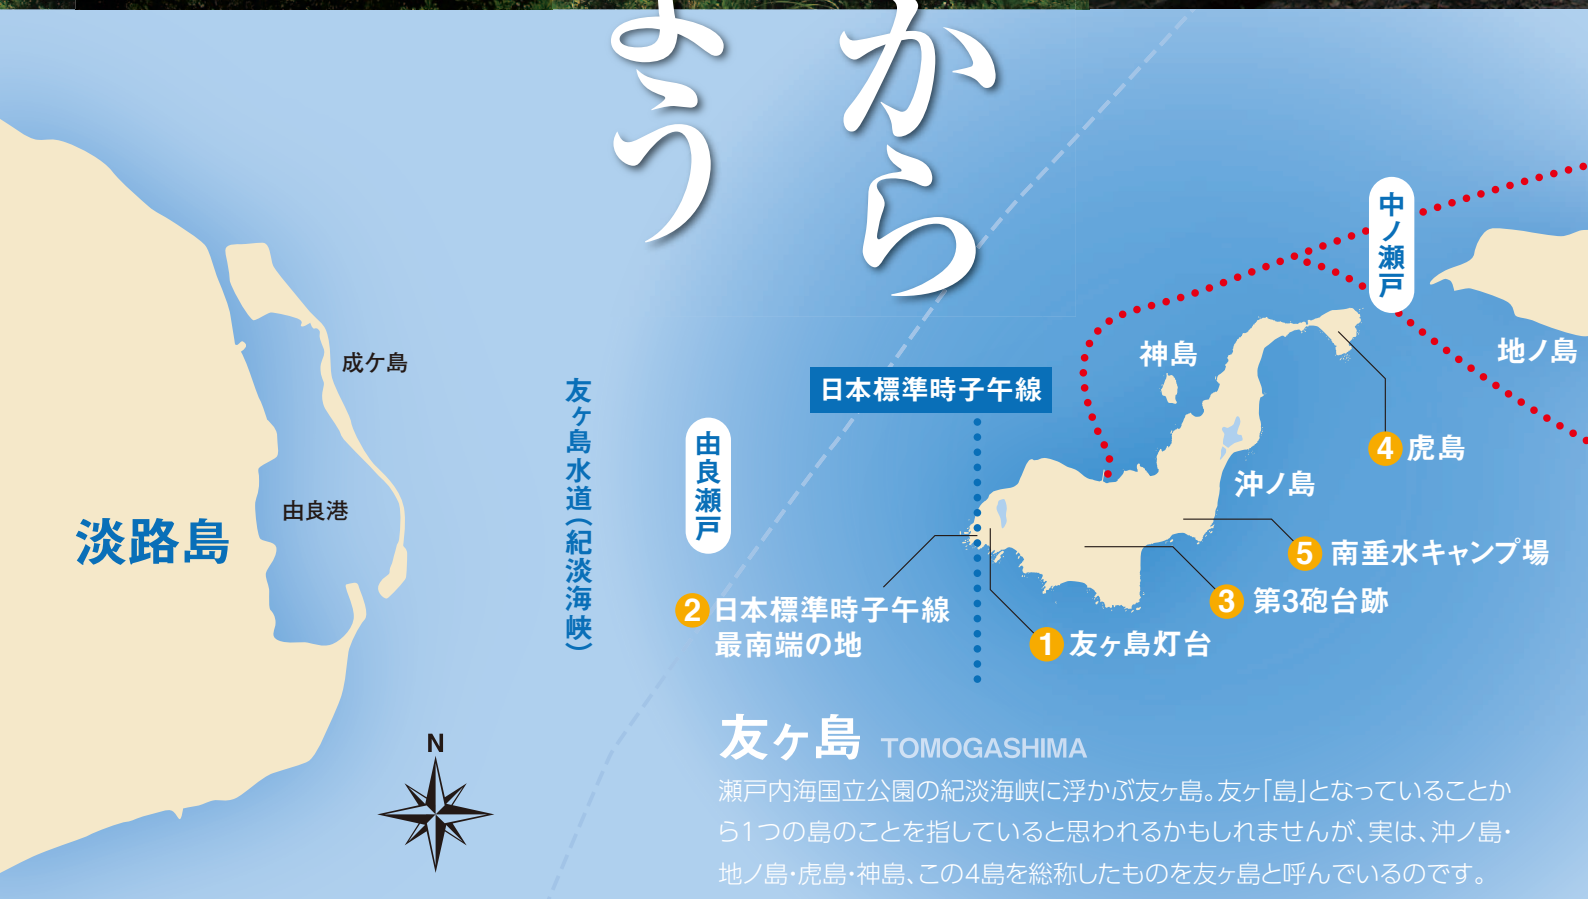 から
よう
中ノ瀬戸
地ノ島
神島
成ケ島
日本標準時子午線
友ヶ島水道(紀淡海峡)
由良瀬戸
4 虎島
沖ノ島
由良港
淡路島
5 南垂水キャンプ場
3 第3砲台跡
2 日本標準時子午線
最南端の地
1 友ヶ島灯台
N
友ヶ島 TOMOGASHIMA
瀬戸内海国立公園の紀淡海峡に浮かぶ友ヶ島。友ヶ「島」となっていることか
ら1つの島のことを指していると思われるかもしれませんが、実は、沖ノ島・
地ノ島・虎島・神島、この4島を総称したものを友ヶ島と呼んでいるのです。